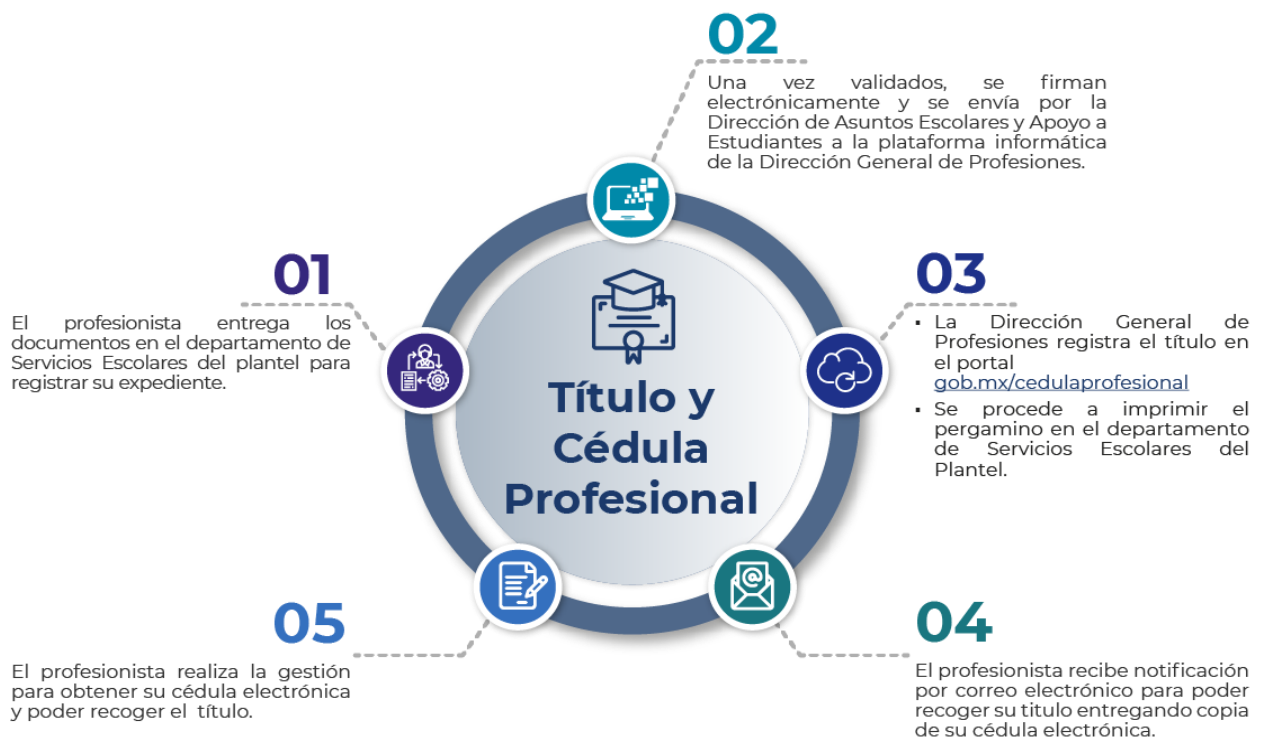 Título y
Cédula
Profesional
01
El profesionista entrega los
documentos en el departamento de
Servicios Escolares del plantel para
registrar su expediente.
02
Una vez validados, se firman
electrónicamente y se envía por la
Dirección de Asuntos Escolares y Apoyo a
Estudiantes a la plataforma informática
de la Dirección General de Profesiones.
03
▪ La Dirección General de
Profesiones registra el título en
el portal
gob.mx/cedulaprofesional
▪ Se procede a imprimir el
pergamino en el departamento
de Servicios Escolares del
Plantel.
04
El profesionista recibe notificación
por correo electrónico para poder
recoger su titulo entregando copia
de su cédula electrónica.
05
El profesionista realiza la gestión
para obtener su cédula electrónica
y poder recoger el título.